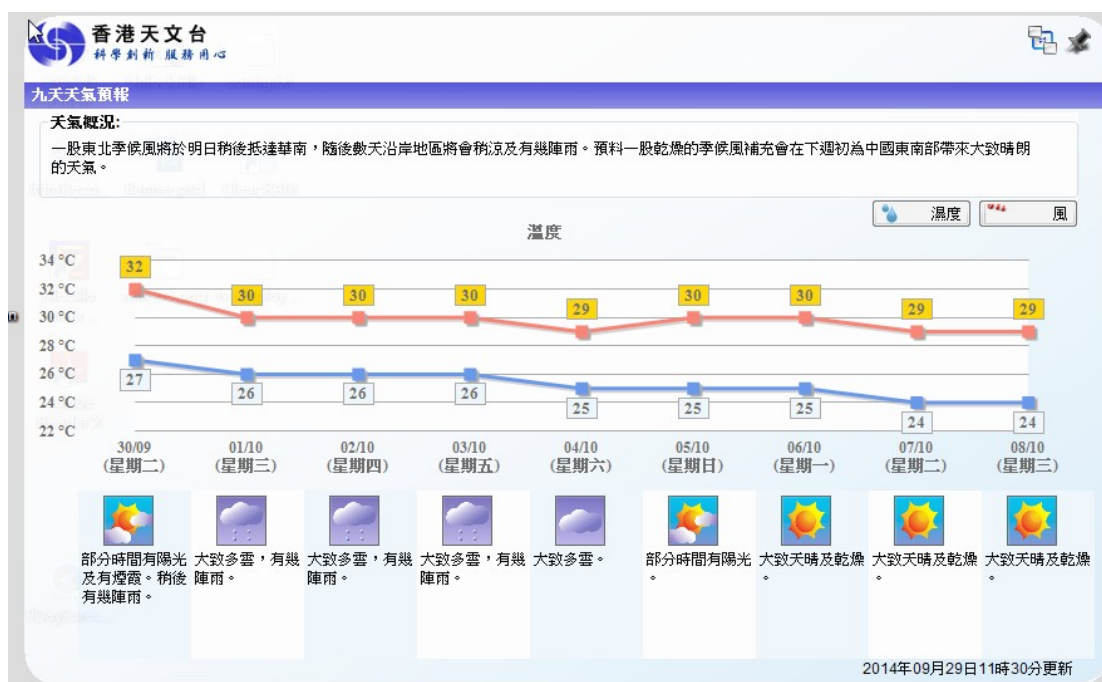 香港天文台
科學創新 服務用心
九天天氣預報
天氣概況:
一股東北季候風將於明日稍後抵達華南，隨後數天沿岸地區將會稍涼及有幾陣雨。預料一股乾燥的季候風補充會在下週初為中國東南部帶來大致晴朗
的天氣。
濕度
風
溫度
34 °C
32 °C
30 °C
28 °C
26 °C
24 °C
22 °C
32 30 30 30 29 30 30 29 29
27 26 26 26 25 25 25 24 24
30/09 01/10 02/10 03/10 04/10 05/10 06/10 07/10 08/10
(星期二) (星期三) (星期四) (星期五) (星期六) (星期日) (星期一) (星期二) (星期三)
部分時間有陽光
及有煙霞。稍後
有幾陣雨。
大致多雲，有幾
陣雨。
大致多雲，有幾
陣雨。
大致多雲，有幾
陣雨。
大致多雲。
部分時間有陽光
。
大致天晴及乾燥
。
大致天晴及乾燥
。
大致天晴及乾燥
。
2014年09月29日11時30分更新